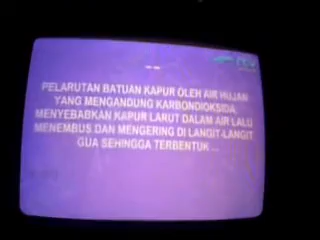 PELARUTAN BATUAN KAPUR OLEH AIR HUJAN
YANG MENGANDUNG KARBONDIOKSIDA,
MENYEBABKAN KAPUR LARUT DALAM AIR LALU
MENEMBUS DAN MENGERING DI LANGIT-LANGIT
GUA SEHINGGA TERBENTUK ...